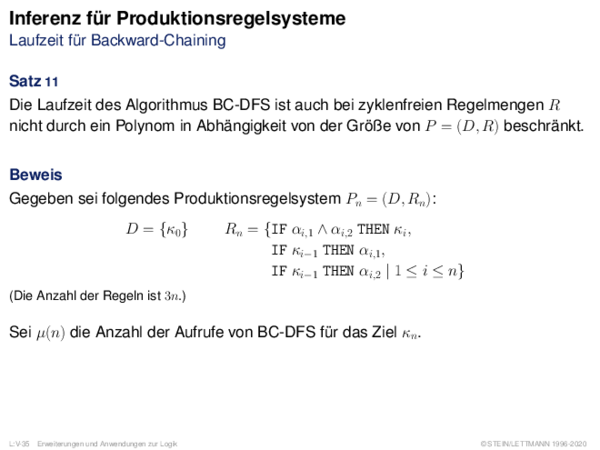 Inferenz für Produktionsregelsysteme
Laufzeit für Backward-Chaining
Satz 11
Die Laufzeit des Algorithmus BC-DFS ist auch bei zyklenfreien Regelmengen R
nicht durch ein Polynom in Abhängigkeit von der Größe von P = (D, R) beschränkt.
Beweis
Gegeben sei folgendes Produktionsregelsystem Pₙ = (D, Rₙ):
D = {κ₀} Rₙ = {IF αᵢ,₁ ∧ αᵢ,₂ THEN κᵢ,
IF κᵢ₋₁ THEN αᵢ,₁,
IF κᵢ₋₁ THEN αᵢ,₂ | 1 ≤ i ≤ n}
(Die Anzahl der Regeln ist 3n.)
Sei μ(n) die Anzahl der Aufrufe von BC-DFS für das Ziel κₙ.
L:V-35 Erweiterungen und Anwendungen zur Logik ©STEIN/LETTMANN 1996-2020